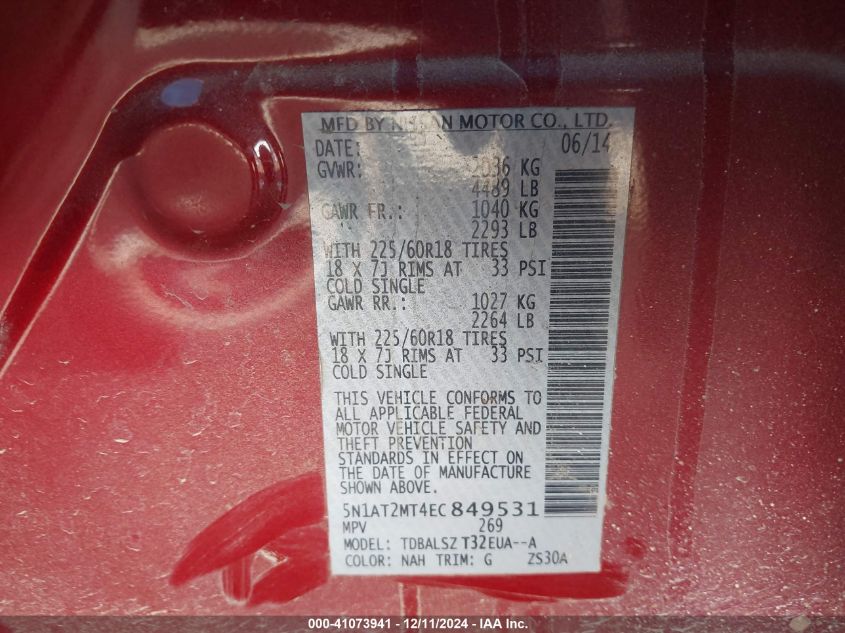 MFD BY NISSAN MOTOR CO., LTD.
DATE: 06/14
GVWR: 2036 KG
4489 LB
GAWR FR.: 1040 KG
2293 LB
WITH 225/60R18 TIRES
18 X 7J RIMS AT 33 PSI
COLD SINGLE
GAWR RR.: 1027 KG
2264 LB
WITH 225/60R18 TIRES
18 X 7J RIMS AT 33 PSI
COLD SINGLE
THIS VEHICLE CONFORMS TO
ALL APPLICABLE FEDERAL
MOTOR VEHICLE SAFETY AND
THEFT PREVENTION
STANDARDS IN EFFECT ON
THE DATE OF MANUFACTURE
SHOWN ABOVE.
5N1AT2MT4EC849531
MPV 269
MODEL: TDBALSZ T32EUA--A
COLOR: NAH TRIM: G ZS30A
000-41073941 - 12/11/2024 - IAA Inc.